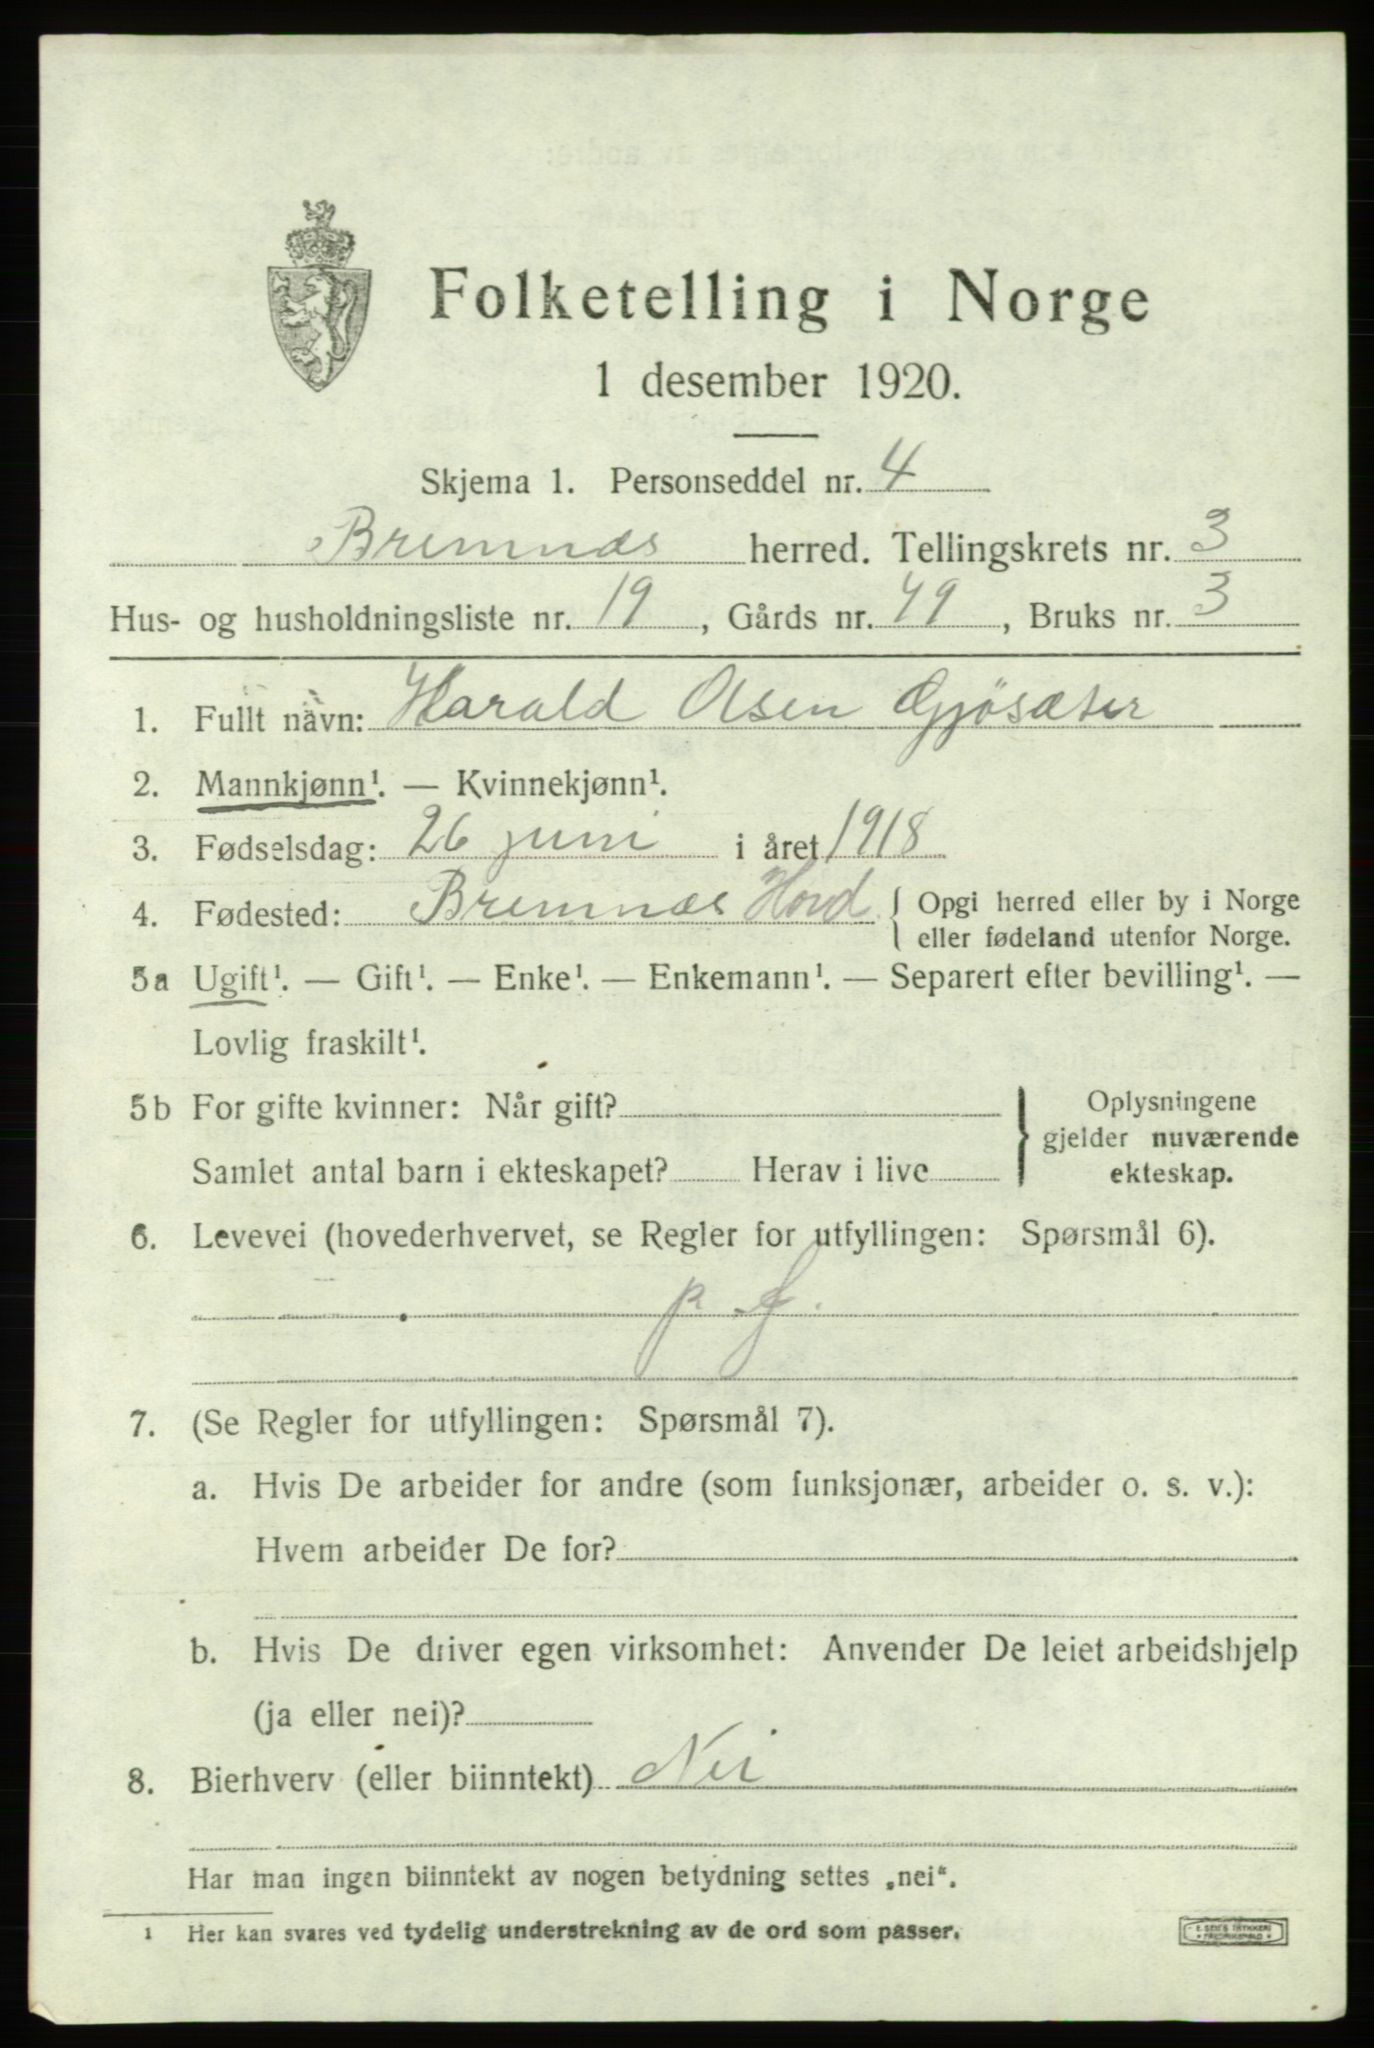 Folketelling i Norge
1 desember 1920.
Skjema 1. Personseddel nr. 4
Bremnæs herred. Tellingskrets nr. 3
Hus- og husholdningsliste nr. 19, Gårds nr. 49, Bruks nr. 3
1. Fullt navn: Harald Olsen Gjøsæter
2. Mannkjønn¹. — Kvinnekjønn¹.
3. Fødselsdag: 26 juni i året 1918
4. Fødested: Bremnæs Hord { Opgi herred eller by i Norge
eller fødeland utenfor Norge.
5a Ugift¹. — Gift¹. — Enke¹. — Enkemann¹. — Separert efter bevilling¹. —
Lovlig fraskilt¹.
5b For gifte kvinner: Når gift? } Oplysningene
gjelder nuværende
Samlet antal barn i ekteskapet? Herav i live ekteskap.
6. Levevei (hovederhvervet, se Regler for utfyllingen: Spørsmål 6).
7. (Se Regler for utfyllingen: Spørsmål 7).
a. Hvis De arbeider for andre (som funksjonær, arbeider o. s. v.):
Hvem arbeider De for?
b. Hvis De driver egen virksomhet: Anvender De leiet arbeidshjelp
(ja eller nei)?
8. Bierhverv (eller biinntekt) Nei
Har man ingen biinntekt av nogen betydning settes „nei“.
1 Her kan svares ved tydelig understrekning av de ord som passer.